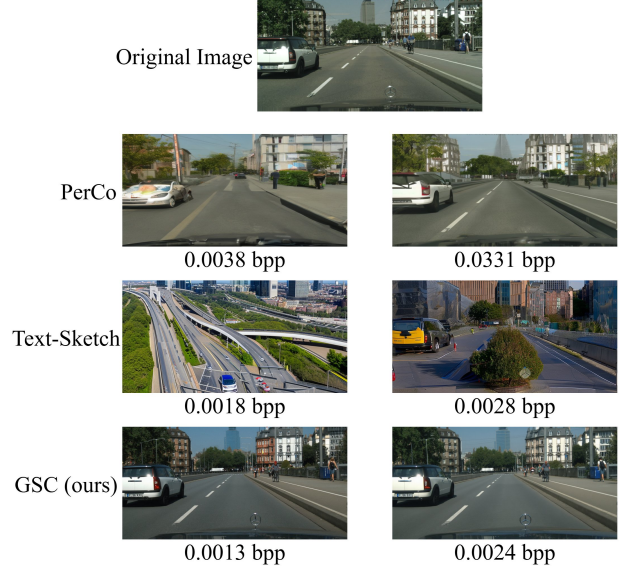 Original Image
PerCo
0.0038 bpp
0.0331 bpp
Text-Sketch
0.0018 bpp
0.0028 bpp
GSC (ours)
0.0013 bpp
0.0024 bpp